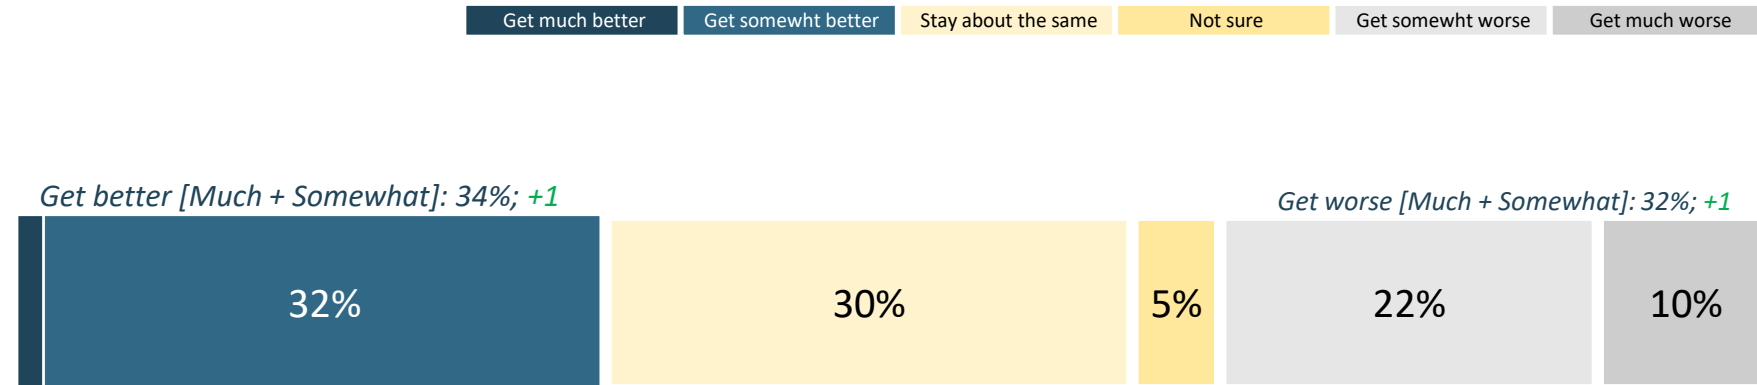 Get much better
Get somewht better
Stay about the same
Not sure
Get somewht worse
Get much worse
Get better [Much + Somewhat]: 34%; +1
Get worse [Much + Somewhat]: 32%; +1
32%
30%
5%
22%
10%